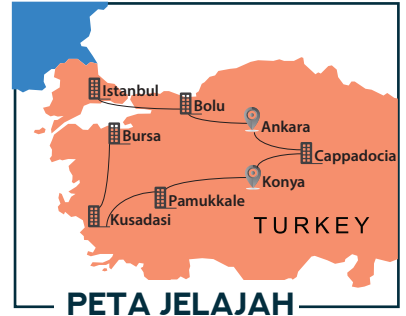 Istanbul
Bolu
Ankara
Bursa
Cappadocia
Konya
Pamukkale
Kusadasi
TURKEY
PETA JELAJAH